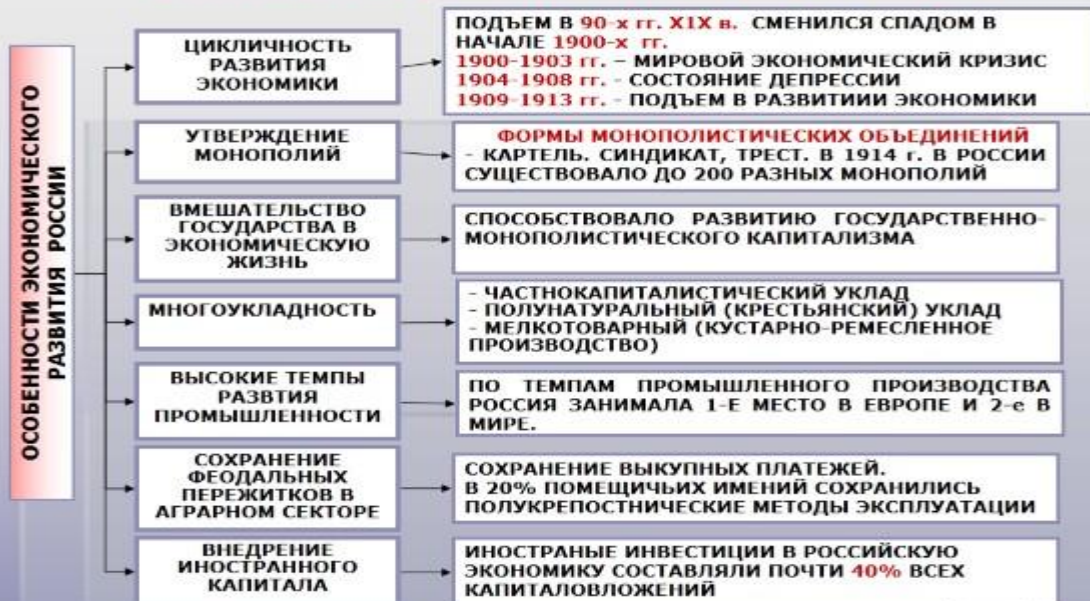 ОСОБЕННОСТИ ЭКОНОМИЧЕСКОГО
РАЗВИТИЯ РОССИИ
ЦИКЛИЧНОСТЬ
РАЗВИТИЯ
ЭКОНОМИКИ
ПОДЪЕМ В 90-х гг. X1X в. СМЕНИЛСЯ СПАДОМ В
НАЧАЛЕ 1900-х гг.
1900-1903 гг. – МИРОВОЙ ЭКОНОМИЧЕСКИЙ КРИЗИС
1904-1908 гг. - СОСТОЯНИЕ ДЕПРЕССИИ
1909-1913 гг. - ПОДЪЕМ В РАЗВИТИИИ ЭКОНОМИКИ
УТВЕРЖДЕНИЕ
МОНОПОЛИЙ
ФОРМЫ МОНОПОЛИСТИЧЕСКИХ ОБЪЕДИНЕНИЙ
- КАРТЕЛЬ. СИНДИКАТ, ТРЕСТ. В 1914 г. В РОССИИ
СУЩЕСТВОВАЛО ДО 200 РАЗНЫХ МОНОПОЛИЙ
ВМЕШАТЕЛЬСТВО
ГОСУДАРСТВА В
ЭКОНОМИЧЕСКУЮ
ЖИЗНЬ
СПОСОБСТВОВАЛО РАЗВИТИЮ ГОСУДАРСТВЕННО-
МОНОПОЛИСТИЧЕСКОГО КАПИТАЛИЗМА
МНОГОУКЛАДНОСТЬ
- ЧАСТНОКАПИТАЛИСТИЧЕСКИЙ УКЛАД
- ПОЛУНАТУРАЛЬНЫЙ (КРЕСТЬЯНСКИЙ) УКЛАД
- МЕЛКОТОВАРНЫЙ (КУСТАРНО-РЕМЕСЛЕННОЕ
ПРОИЗВОДСТВО)
ВЫСОКИЕ ТЕМПЫ
РАЗВТИЯ
ПРОМЫШЛЕННОСТИ
ПО ТЕМПАМ ПРОМЫШЛЕННОГО ПРОИЗВОДСТВА
РОССИЯ ЗАНИМАЛА 1-Е МЕСТО В ЕВРОПЕ И 2-е В
МИРЕ.
СОХРАНЕНИЕ
ФЕОДАЛЬНЫХ
ПЕРЕЖИТКОВ В
АГРАРНОМ СЕКТОРЕ
СОХРАНЕНИЕ ВЫКУПНЫХ ПЛАТЕЖЕЙ.
В 20% ПОМЕЩИЧЬИХ ИМЕНИЙ СОХРАНИЛИСЬ
ПОЛУКРЕПОСТНИЧЕСКИЕ МЕТОДЫ ЭКСПЛУАТАЦИИ
ВНЕДРЕНИЕ
ИНОСТРАННОГО
КАПИТАЛА
ИНОСТРАНЫЕ ИНВЕСТИЦИИ В РОССИЙСКУЮ
ЭКОНОМИКУ СОСТАВЛЯЛИ ПОЧТИ 40% ВСЕХ
КАПИТАЛОВЛОЖЕНИЙ